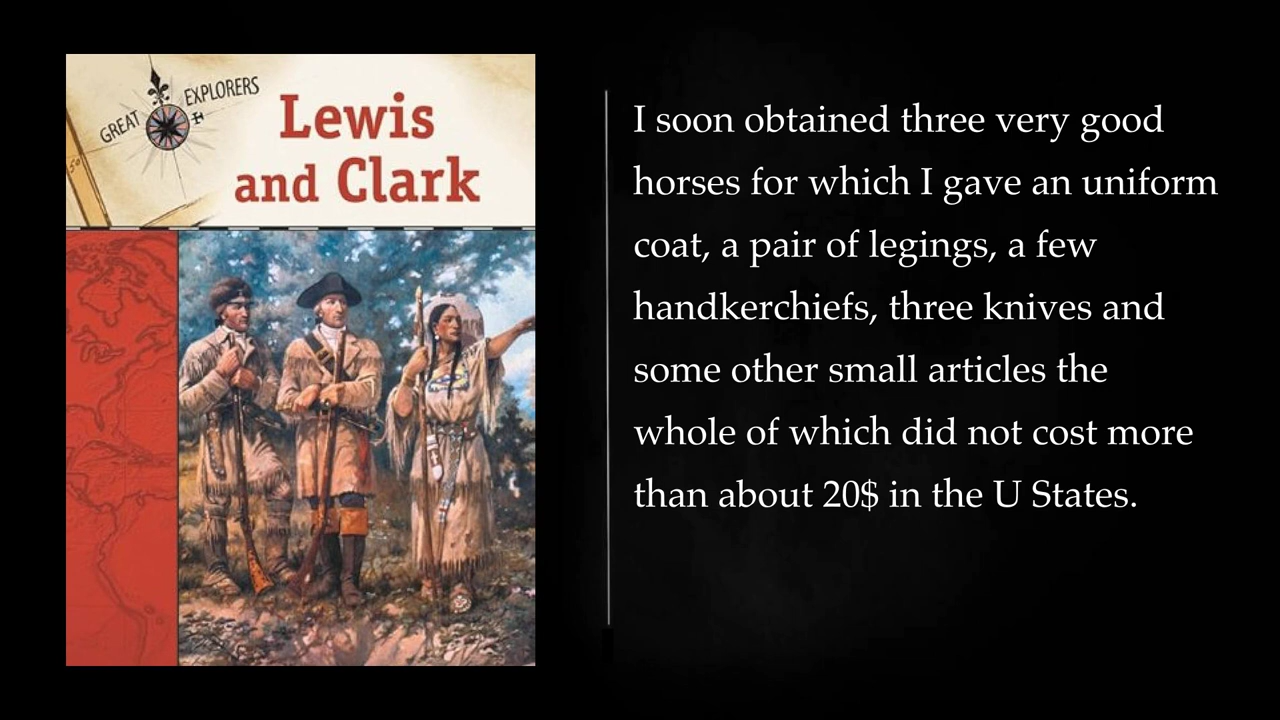 GREAT EXPLORERS
Lewis
and Clark
50
I soon obtained three very good
horses for which I gave an uniform
coat, a pair of legings, a few
handkerchiefs, three knives and
some other small articles the
whole of which did not cost more
than about 20$ in the U States.